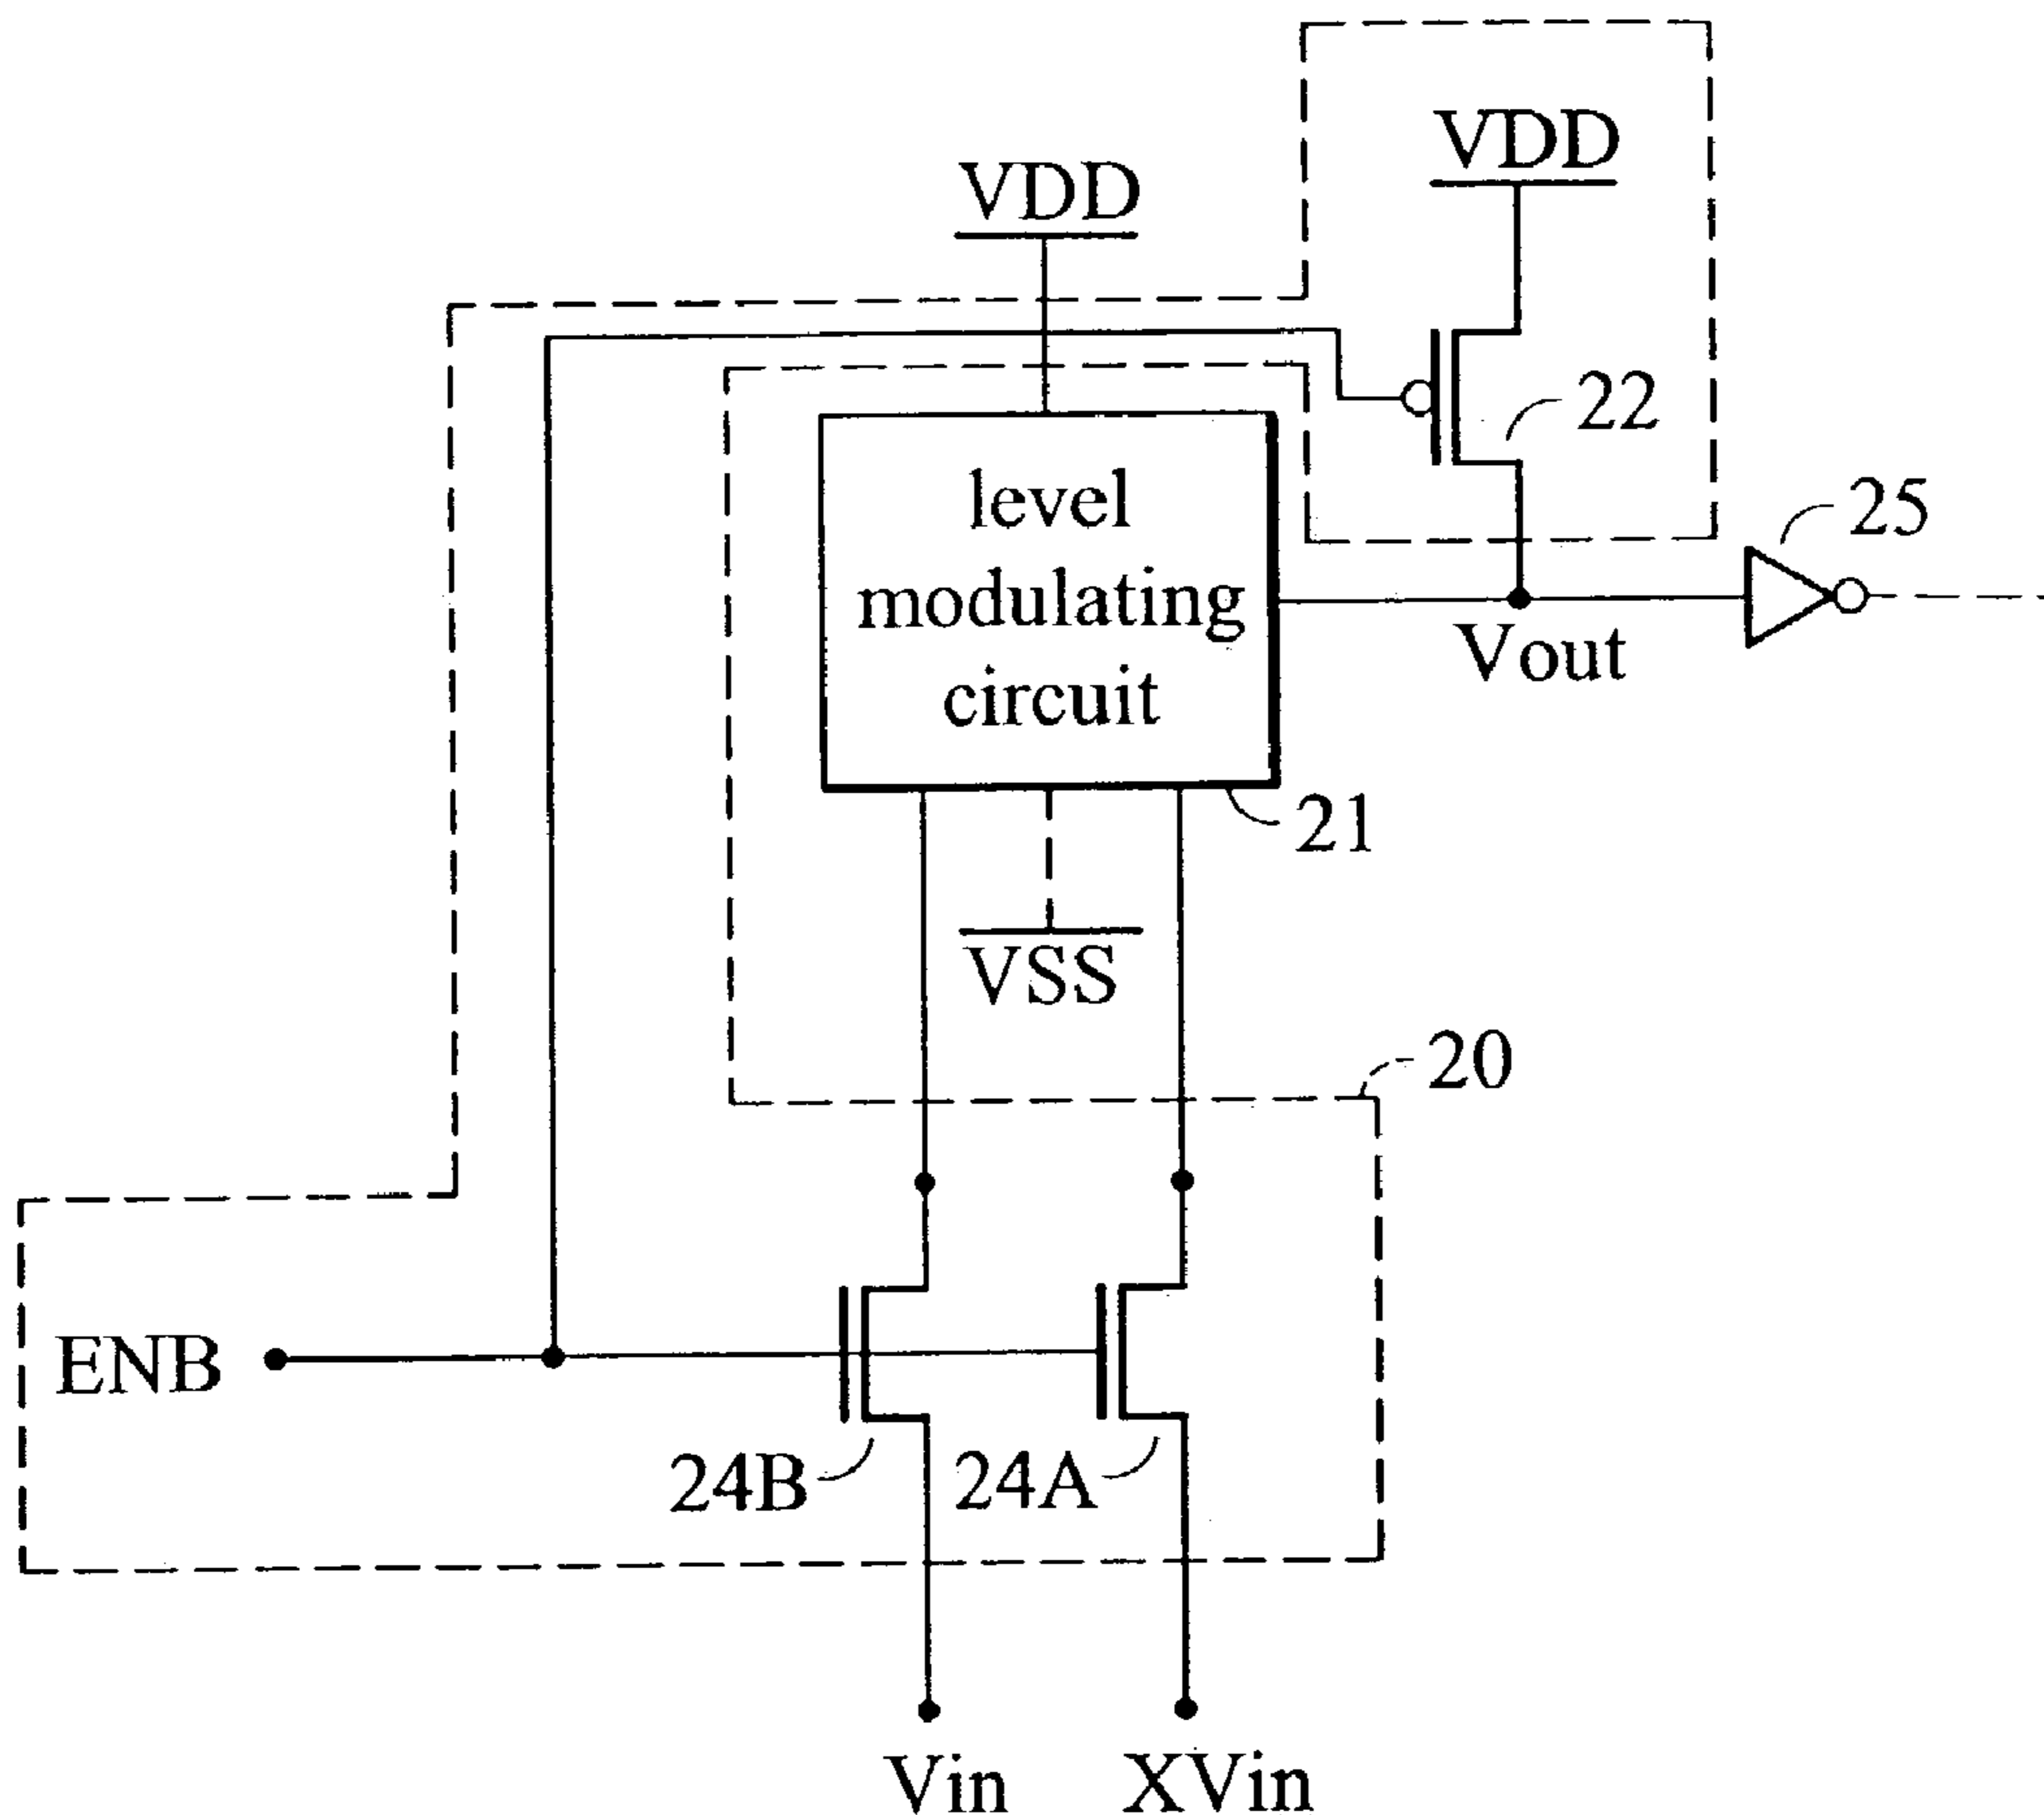 VDD
VDD
22
25
level
modulating
circuit
Vout
21
VSS
20
ENB
24B
24A
Vin
XVin